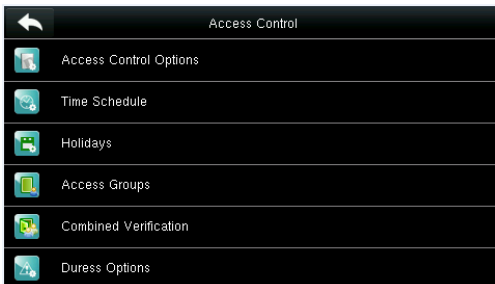 Access Control
Access Control Options
Time Schedule
Holidays
Access Groups
Combined Verification
Duress Options